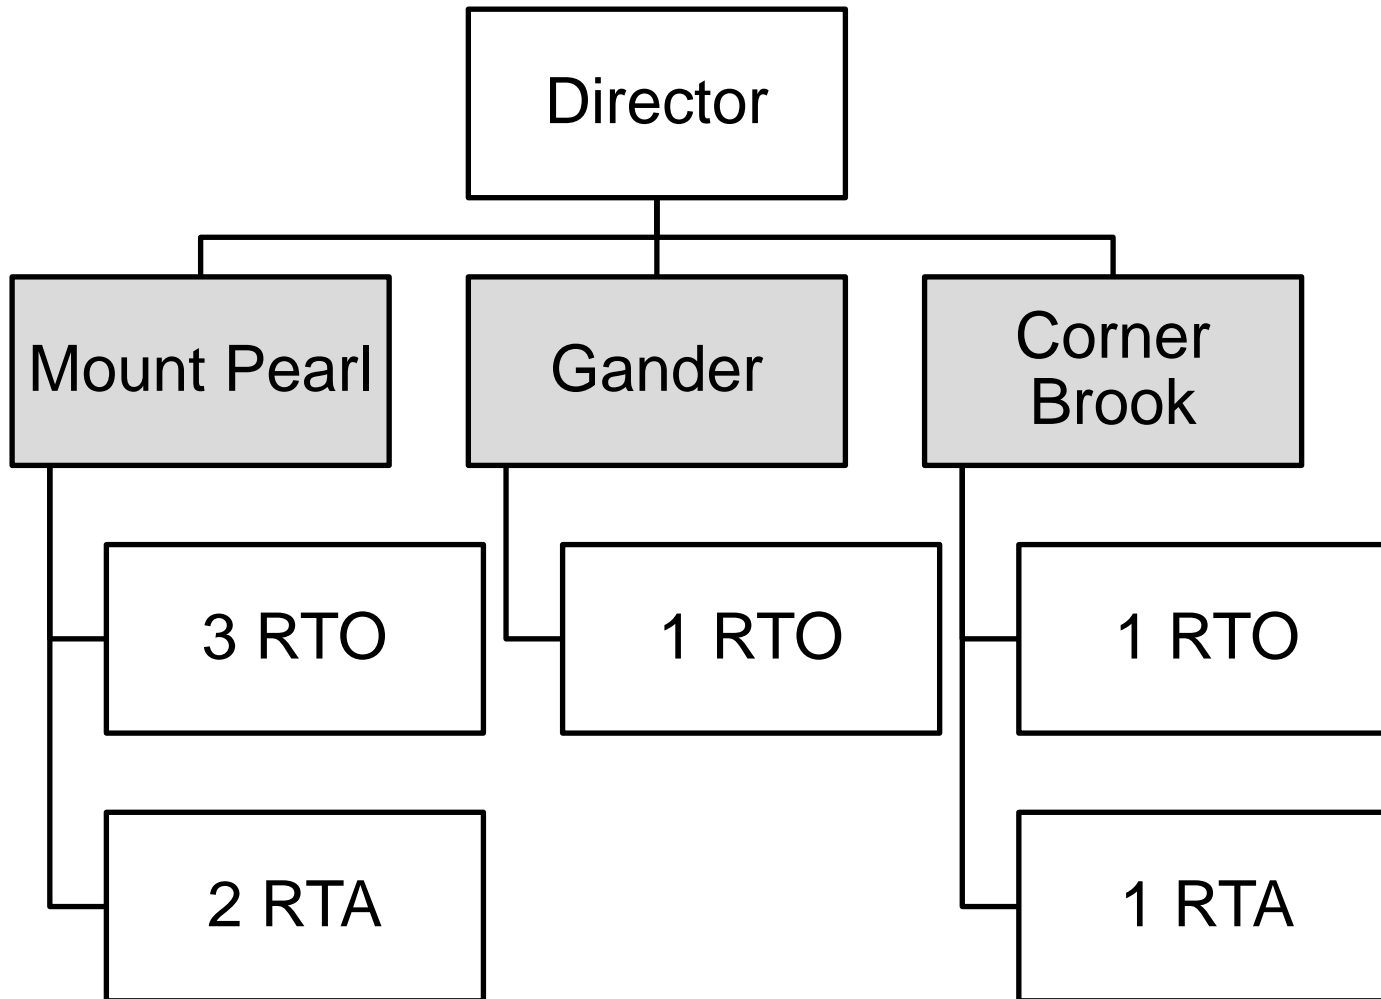 Director
Mount Pearl
Gander
Corner
Brook
3 RTO
1 RTO
1 RTO
2 RTA
1 RTA